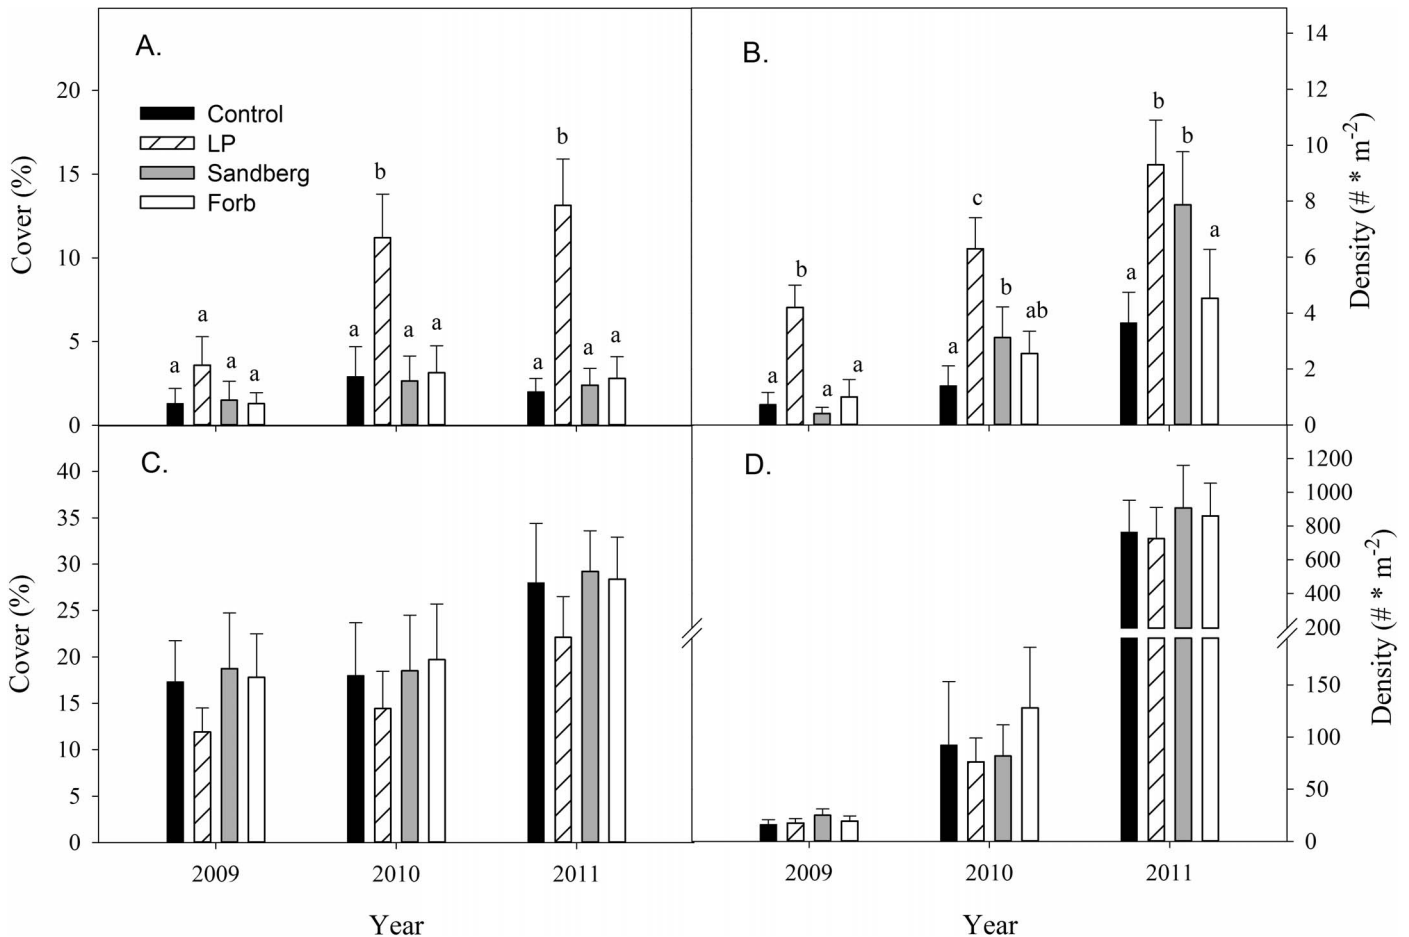 A.
Control
LP
Sandberg
Forb
Cover (%)
20
15
10
5
0
a a a a
a b a a
a b a a
B.
a b a a
a c b ab
a b b a
14
12
10
8
6
4
2
0
Density (# * m-2)
C.
Cover (%)
40
35
30
25
20
15
10
5
0
2009 2010 2011
Year
D.
1200
1000
800
600
400
200
150
100
50
0
Density (# * m-2)
2009 2010 2011
Year